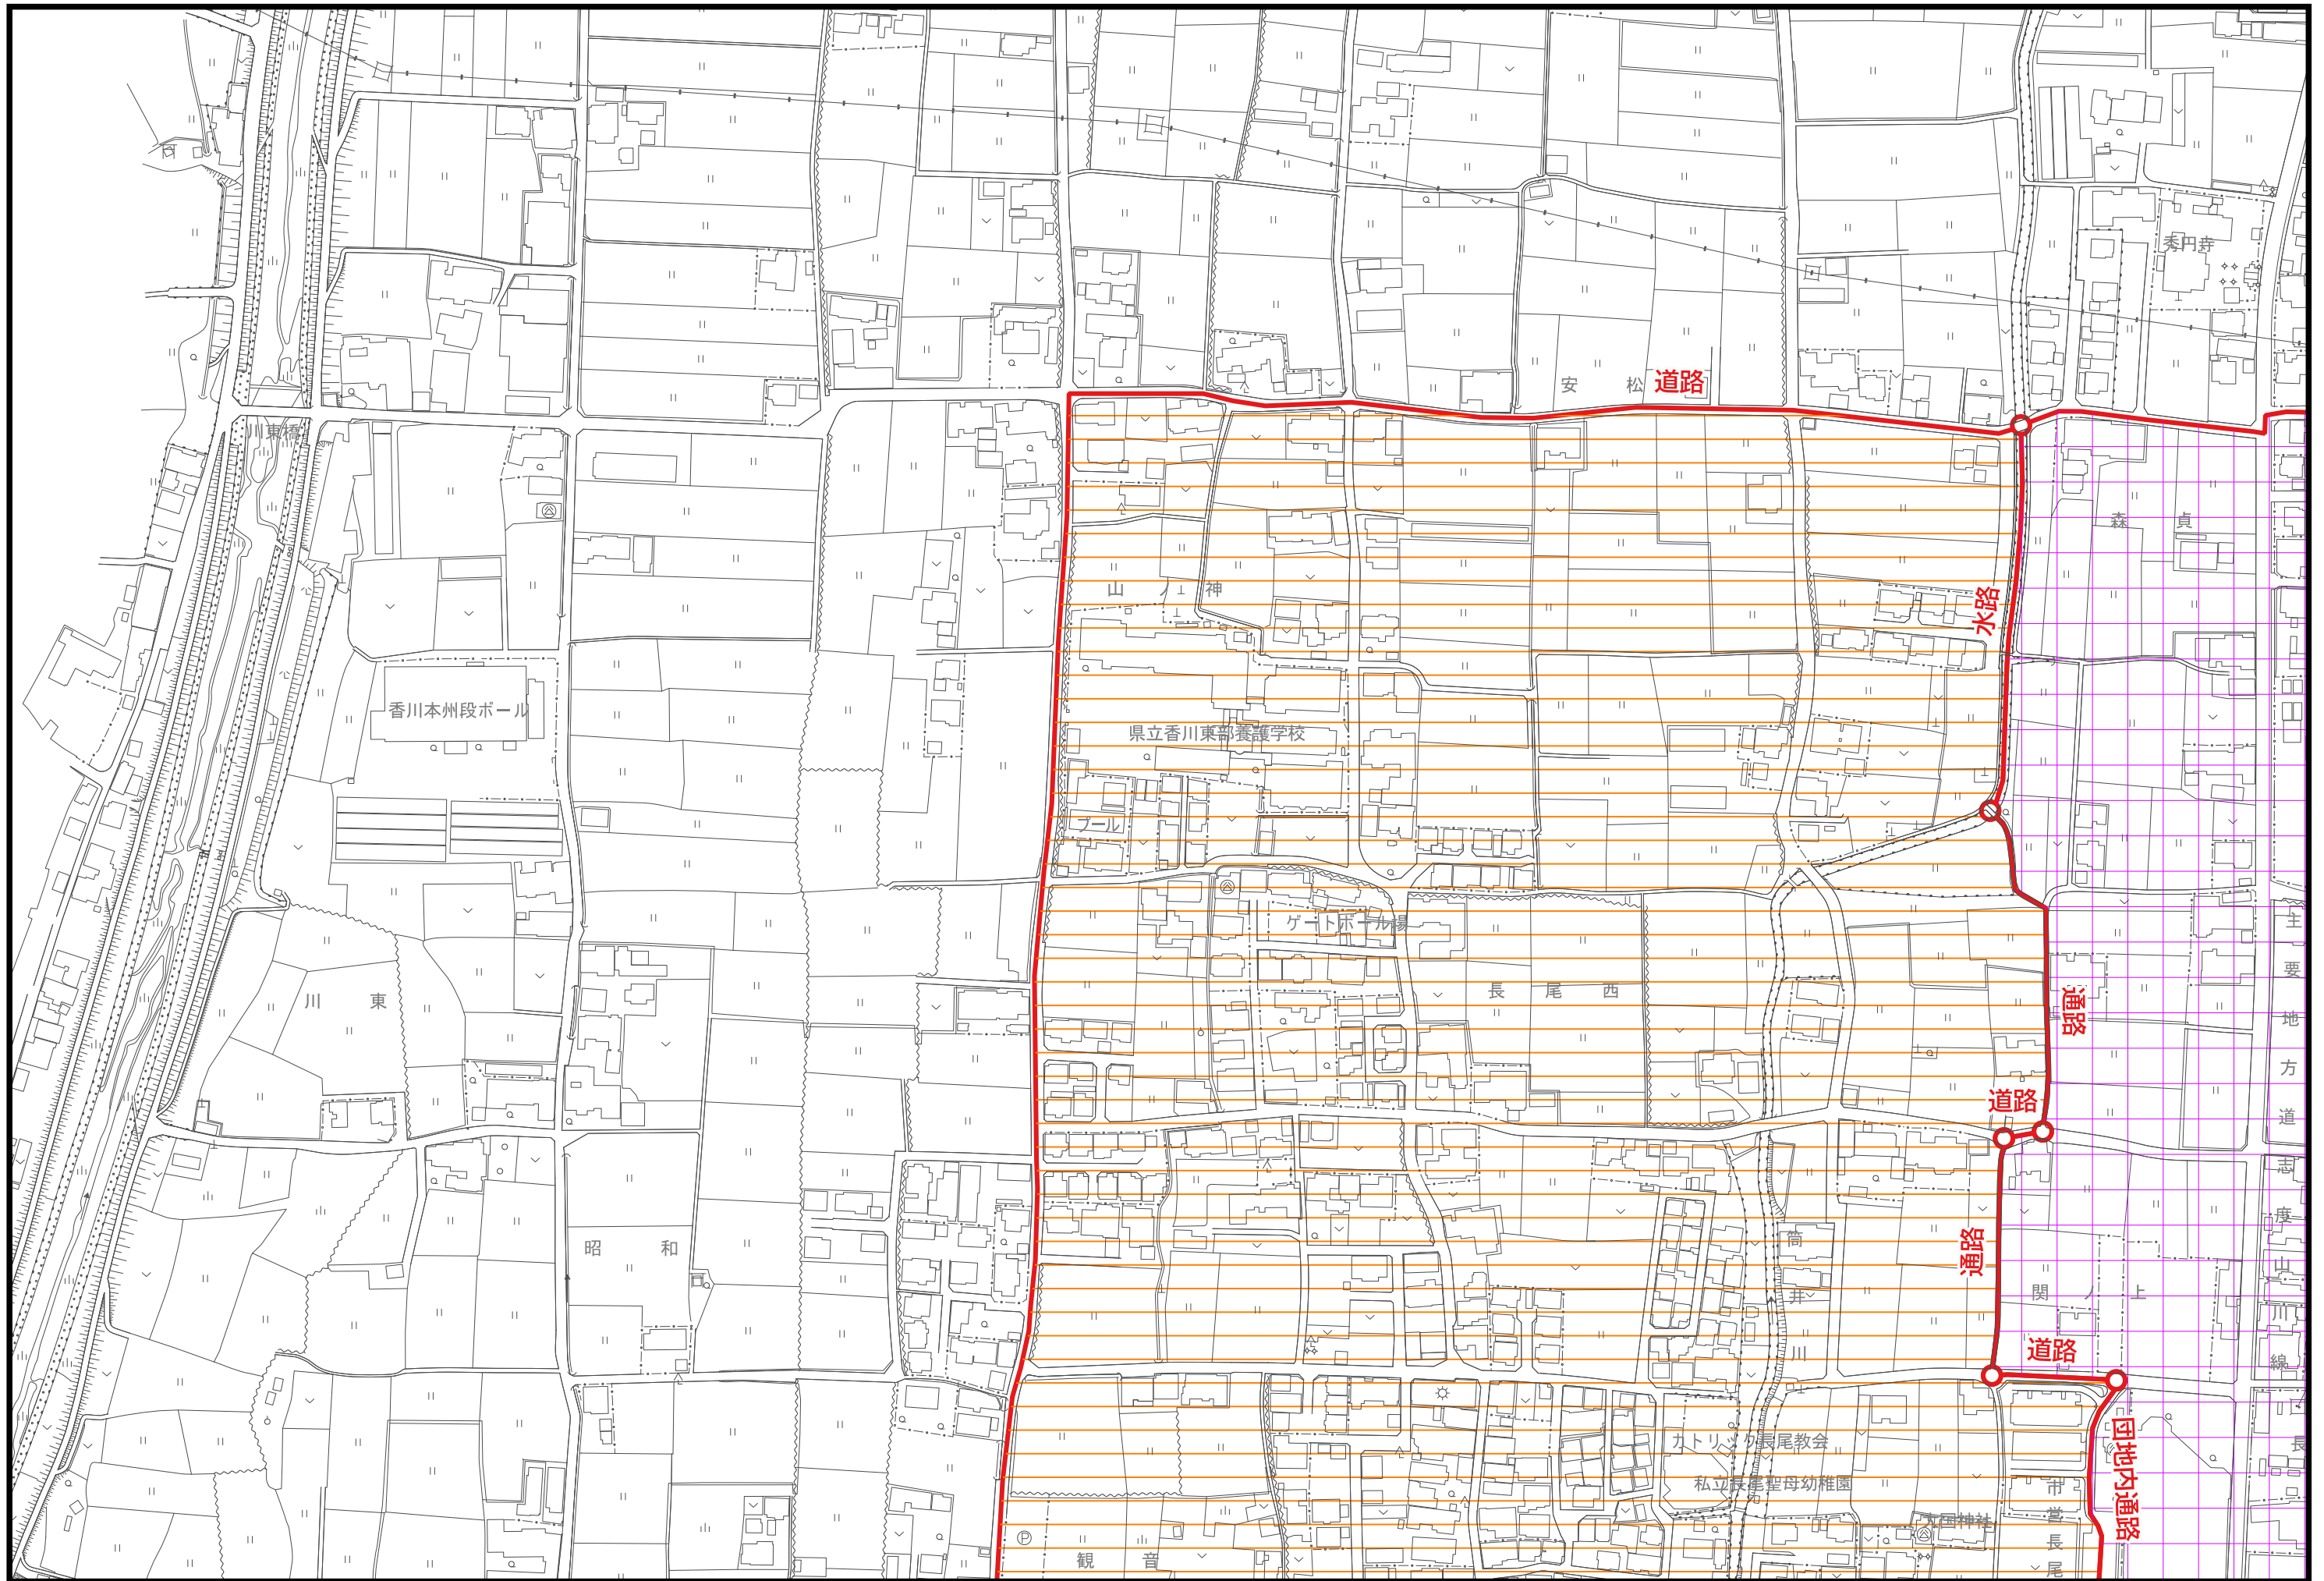 秀円寺
安松
道路
川東橋
森貞
山ノ神
水路
香川本州段ボール
県立香川東部養護学校
プール
ゲートボール場
長尾西
川東
通路
道路
主要地方道志度山川線
昭和
筒井川
通路
関ノ上
道路
団地内通路
カトリック長尾教会
私立長尾聖母幼稚園
市営長尾
観音
P
長